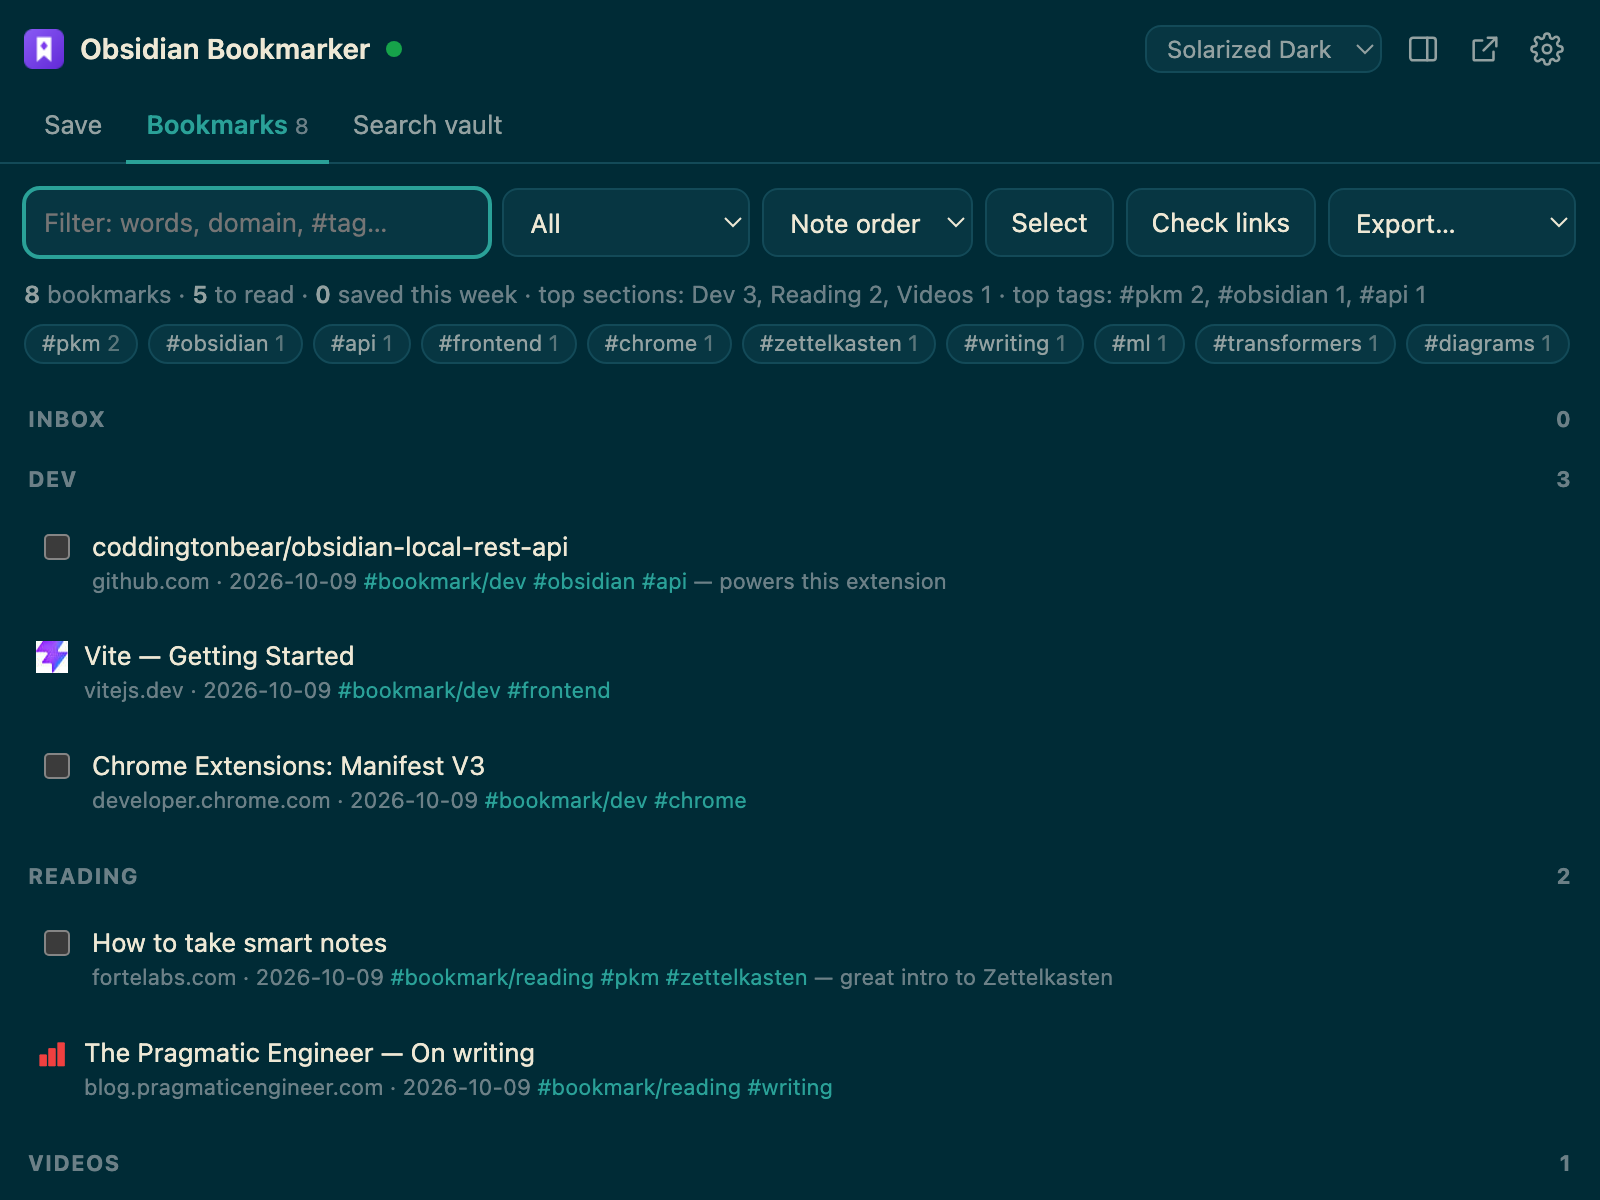 Obsidian Bookmarker
Solarized Dark
Save
Bookmarks 8
Search vault
Filter: words, domain, #tag...
All
Note order
Select
Check links
Export...
8 bookmarks · 5 to read · 0 saved this week · top sections: Dev 3, Reading 2, Videos 1 · top tags: #pkm 2, #obsidian 1, #api 1
#pkm 2
#obsidian 1
#api 1
#frontend 1
#chrome 1
#zettelkasten 1
#writing 1
#ml 1
#transformers 1
#diagrams 1
INBOX 0
DEV 3
coddingtonbear/obsidian-local-rest-api
github.com · 2026-10-09 #bookmark/dev #obsidian #api — powers this extension
Vite — Getting Started
vitejs.dev · 2026-10-09 #bookmark/dev #frontend
Chrome Extensions: Manifest V3
developer.chrome.com · 2026-10-09 #bookmark/dev #chrome
READING 2
How to take smart notes
fortelabs.com · 2026-10-09 #bookmark/reading #pkm #zettelkasten — great intro to Zettelkasten
The Pragmatic Engineer — On writing
blog.pragmaticengineer.com · 2026-10-09 #bookmark/reading #writing
VIDEOS 1